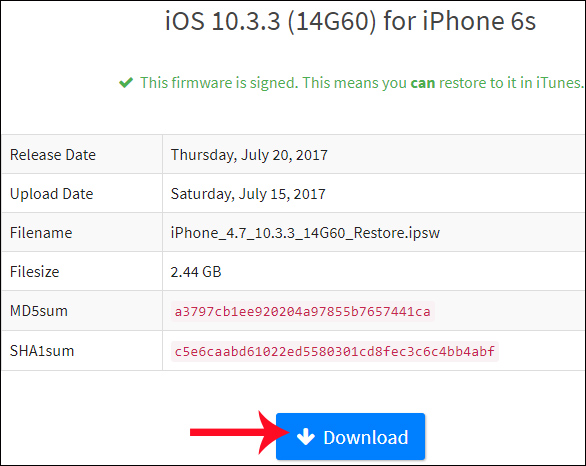 iOS 10.3.3 (14G60) for iPhone 6s
This firmware is signed. This means you can restore to it in iTunes.
Release Date Thursday, July 20, 2017
Upload Date Saturday, July 15, 2017
Filename iPhone_4.7_10.3.3_14G60_Restore.ipsw
Filesize 2.44 GB
MD5sum a3797cb1ee920204a97855b7657441ca
SHA1sum c5e6caabd61022ed5580301cd8fec3c6c4bb4abf
Download